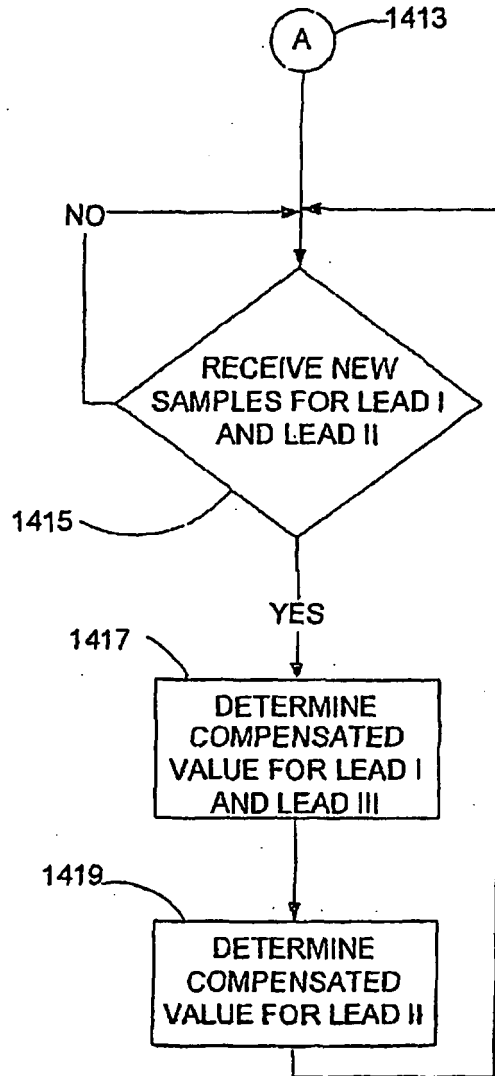 A
1413
NO
RECEIVE NEW
SAMPLES FOR LEAD I
AND LEAD II
1415
YES
1417
DETERMINE
COMPENSATED
VALUE FOR LEAD I
AND LEAD III
1419
DETERMINE
COMPENSATED
VALUE FOR LEAD II